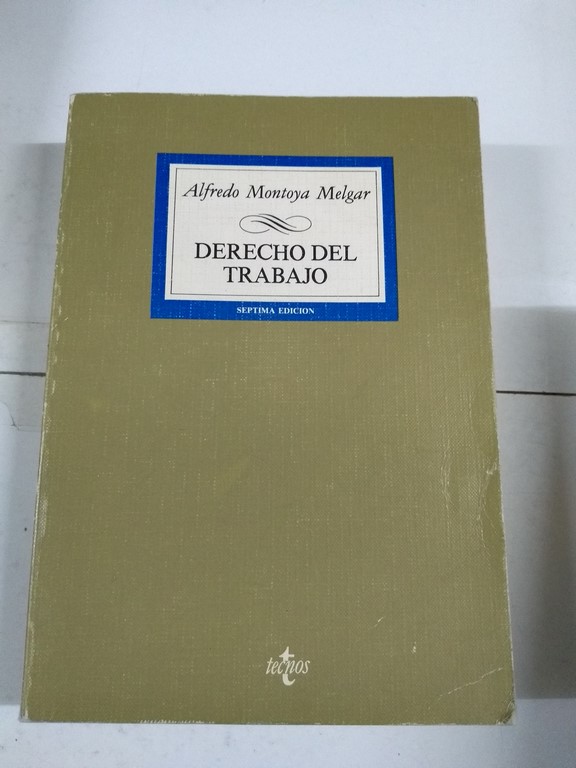 Alfredo Montoya Melgar
DERECHO DEL
TRABAJO
SEPTIMA EDICION
tecnos